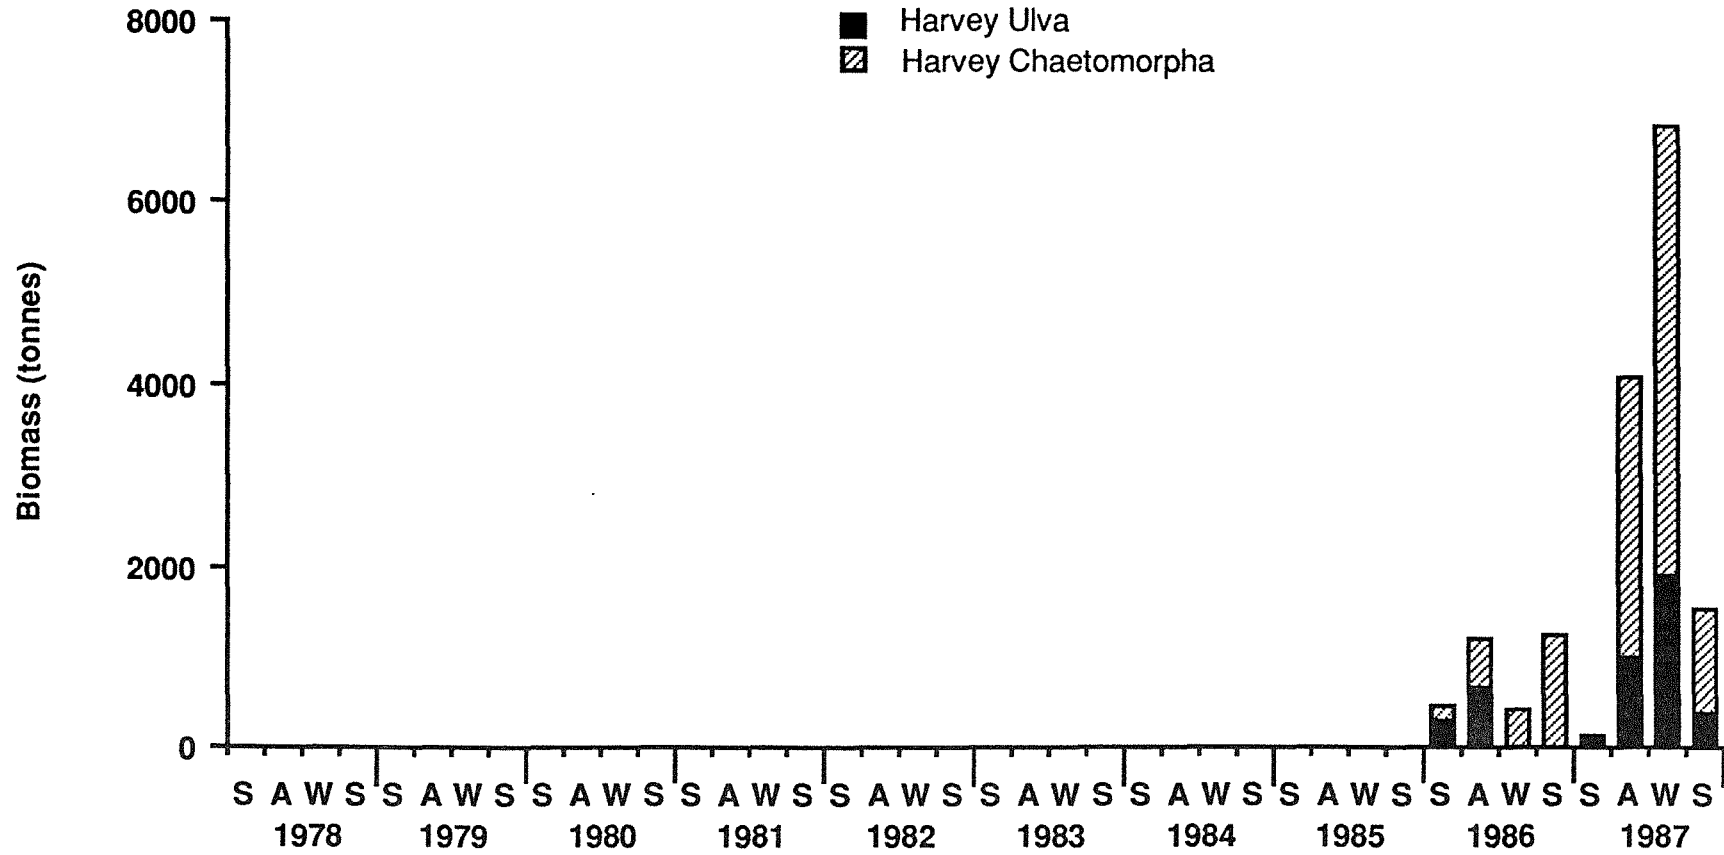 8000
6000
4000
2000
0
Biomass (tonnes)
Harvey Ulva
Harvey Chaetomorpha
S A W S S A W S S A W S S A W S S A W S S A W S S A W S S A W S S A W S S A W S
1978 1979 1980 1981 1982 1983 1984 1985 1986 1987